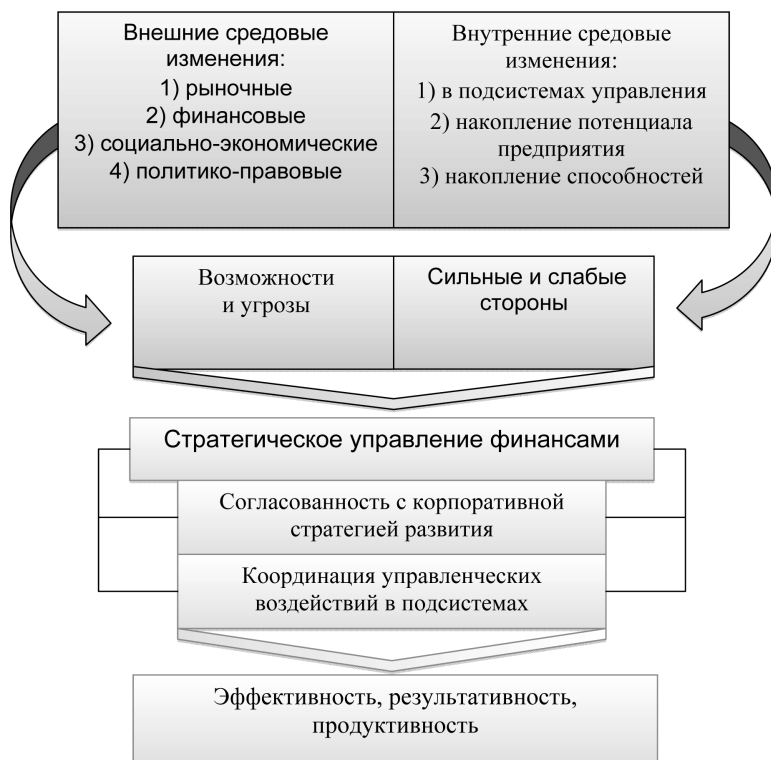 Внешние средовые
изменения:
1) рыночные
2) финансовые
3) социально-экономические
4) политико-правовые
Внутренние средовые
изменения:
1) в подсистемах управления
2) накопление потенциала
предприятия
3) накопление способностей
Возможности
и угрозы
Сильные и слабые
стороны
Стратегическое управление финансами
Согласованность с корпоративной
стратегией развития
Координация управленческих
воздействий в подсистемах
Эффективность, результативность,
продуктивность